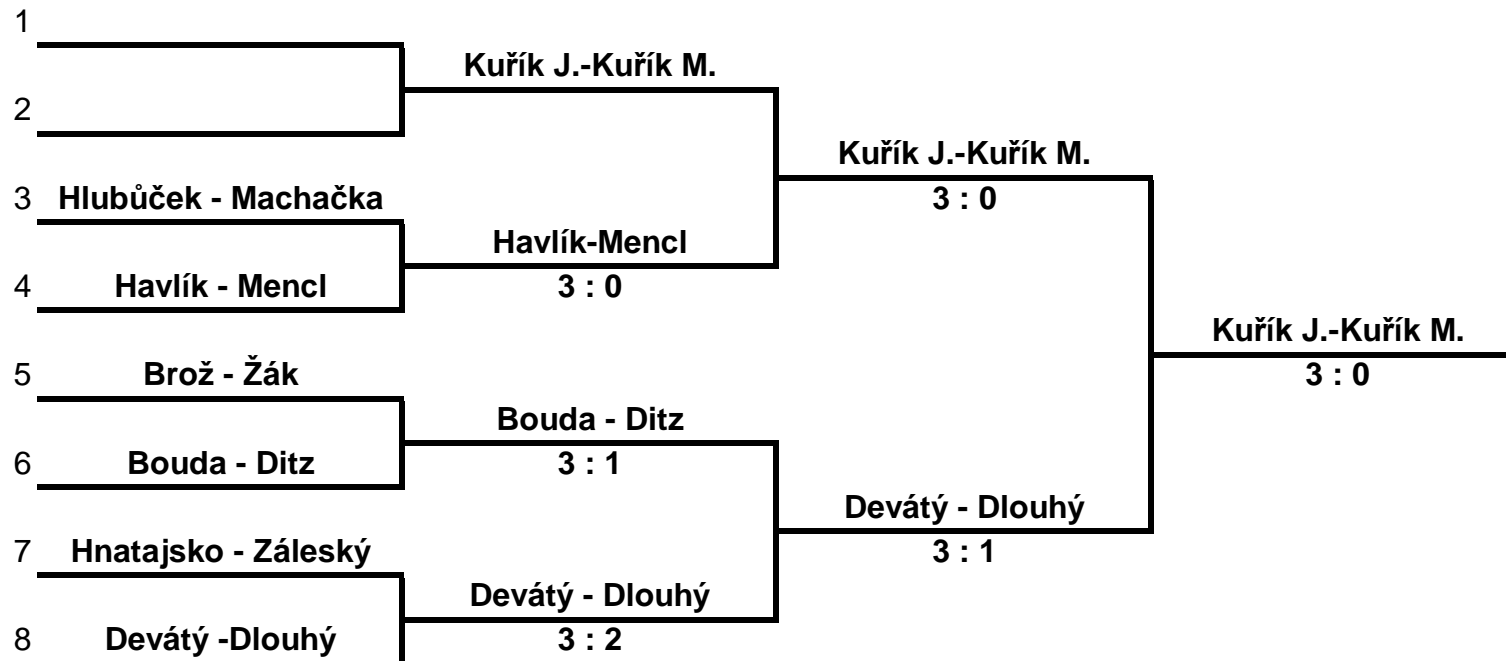 1
Kuřík J.-Kuřík M.
2
Kuřík J.-Kuřík M.
3 Hlubůček - Machačka
3 : 0
Havlík-Mencl
4 Havlík - Mencl
3 : 0
Kuřík J.-Kuřík M.
5 Brož - Žák
3 : 0
Bouda - Ditz
6 Bouda - Ditz
3 : 1
Devátý - Dlouhý
7 Hnatajsko - Záleský
3 : 1
Devátý - Dlouhý
8 Devátý -Dlouhý
3 : 2